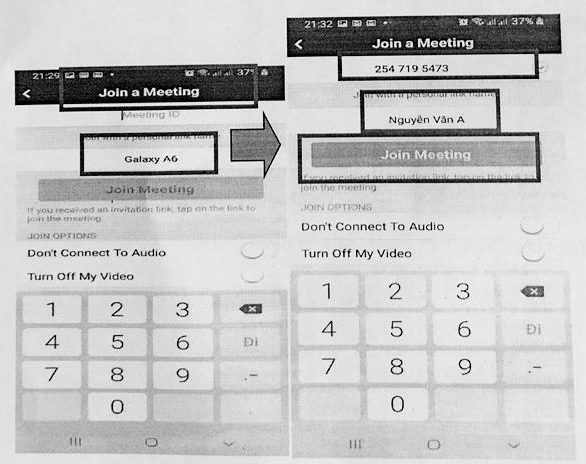 21:29 37%
Join a Meeting
Meeting ID
Join with a personal link name
Galaxy A6
Join Meeting
If you received an invitation link, tap on the link to
join the meeting
JOIN OPTIONS
Don't Connect To Audio
Turn Off My Video
1 2 3
4 5 6 Đi
7 8 9 .-
0
21:32 37%
Join a Meeting
254 719 5473
Join with a personal link name
Nguyễn Văn A
Join Meeting
If you received an invitation link, tap on the link to
join the meeting
JOIN OPTIONS
Don't Connect To Audio
Turn Off My Video
1 2 3
4 5 6 Đi
7 8 9 .-
0